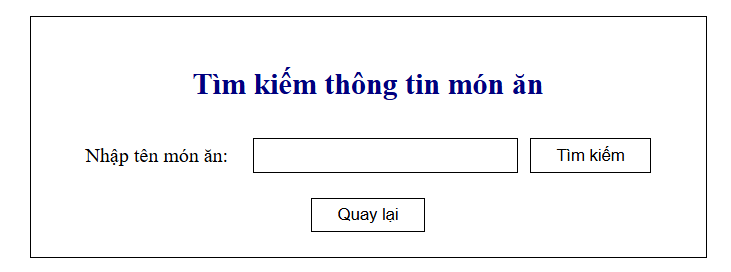 Tìm kiếm thông tin món ăn
Nhập tên món ăn: Tìm kiếm
Quay lại